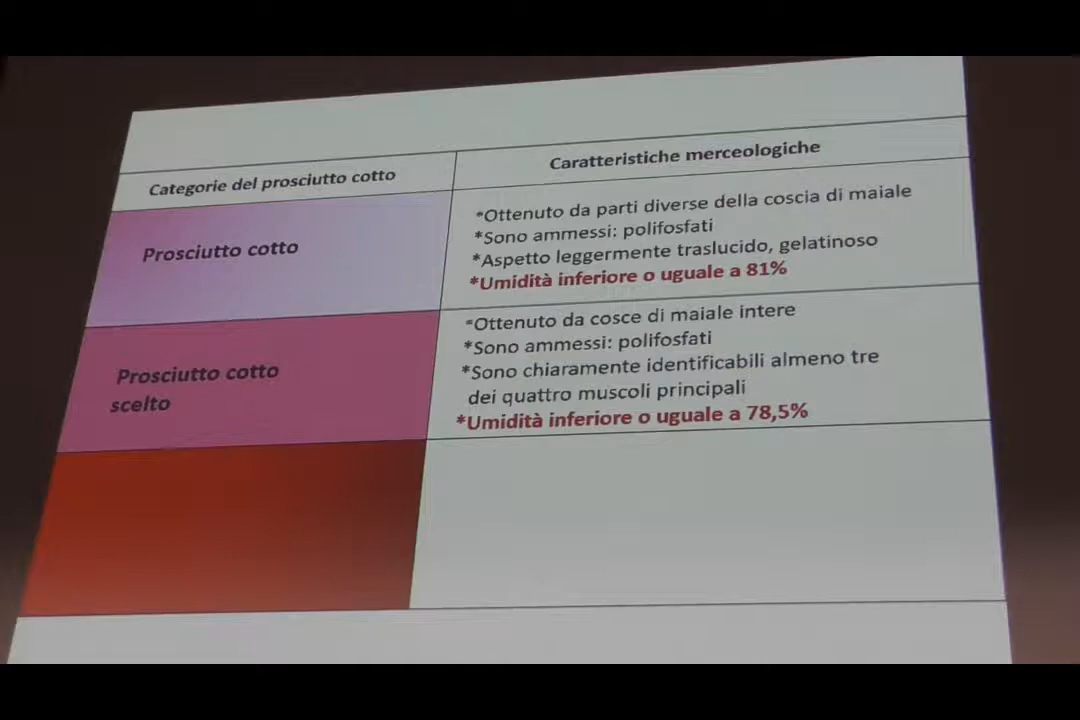 Categorie del prosciutto cotto
Caratteristiche merceologiche
Prosciutto cotto
*Ottenuto da parti diverse della coscia di maiale
*Sono ammessi: polifosfati
*Aspetto leggermente traslucido, gelatinoso
*Umidità inferiore o uguale a 81%
Prosciutto cotto
scelto
*Ottenuto da cosce di maiale intere
*Sono ammessi: polifosfati
*Sono chiaramente identificabili almeno tre
dei quattro muscoli principali
*Umidità inferiore o uguale a 78,5%